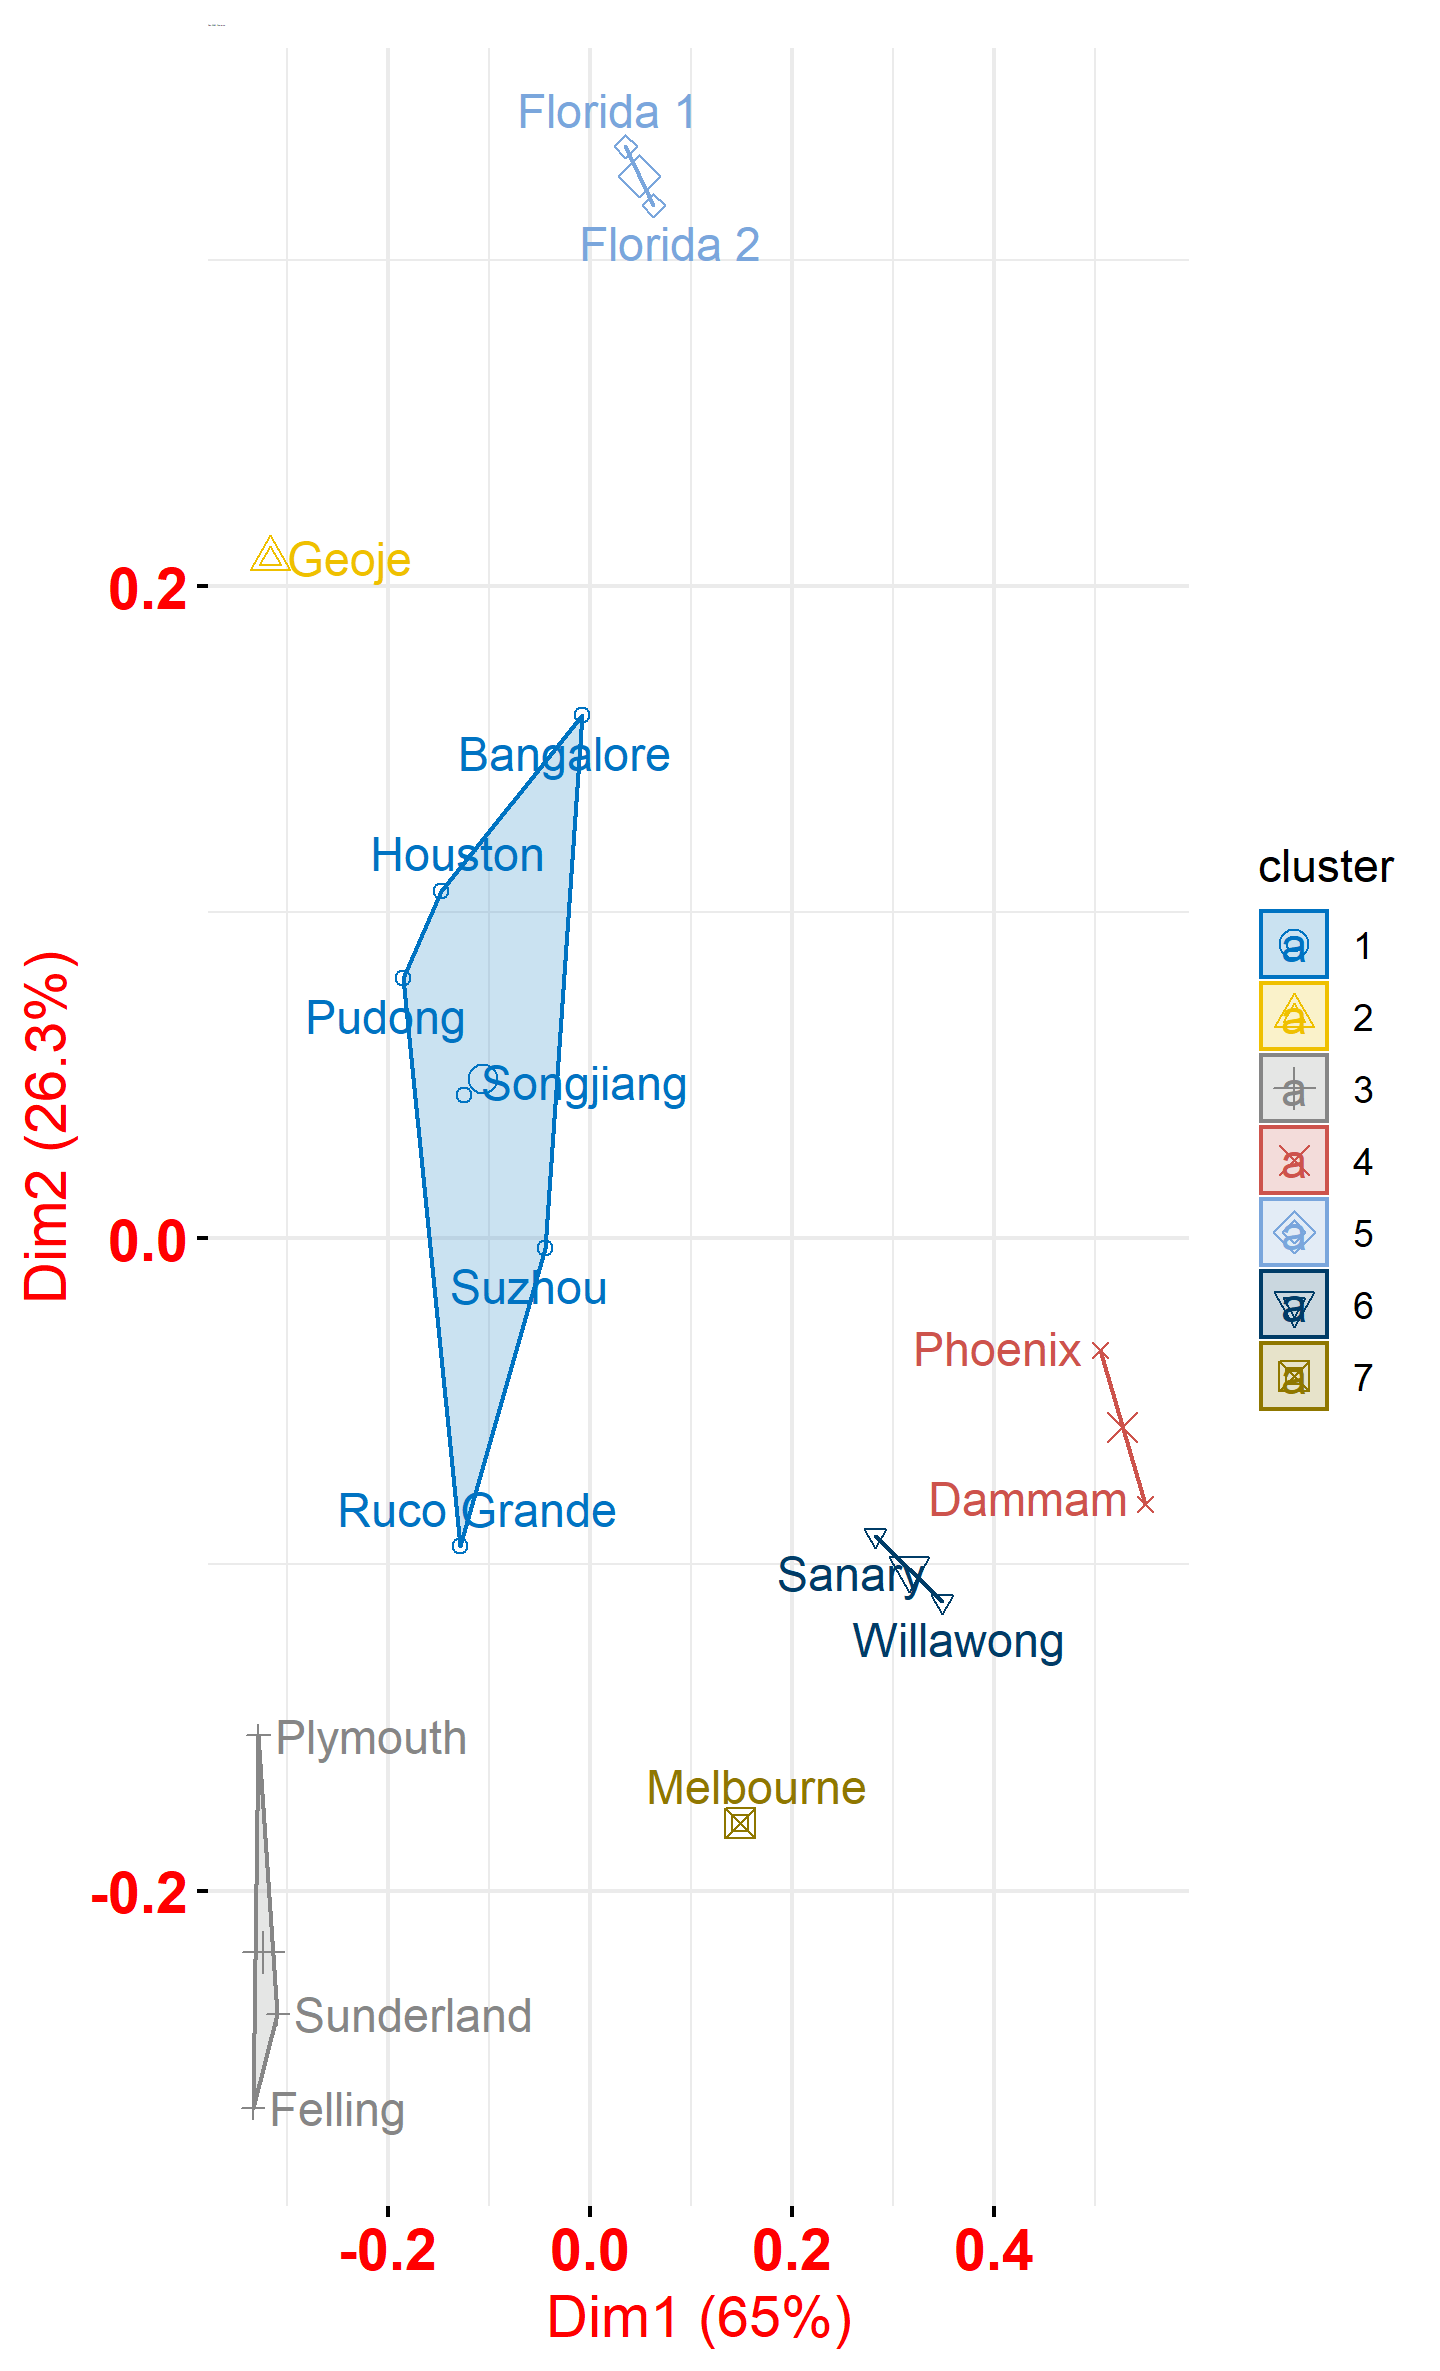 Florida 1
Florida 2
Geoje
0.2
Bangalore
Houston
Pudong
Songjiang
0.0
Suzhou
Phoenix
Dammam
Ruco Grande
Sanary
Willawong
Plymouth
Melbourne
-0.2
Sunderland
Felling
-0.2 0.0 0.2 0.4
Dim1 (65%)
Dim2 (26.3%)
cluster
a 1
a 2
a 3
a 4
a 5
a 6
a 7